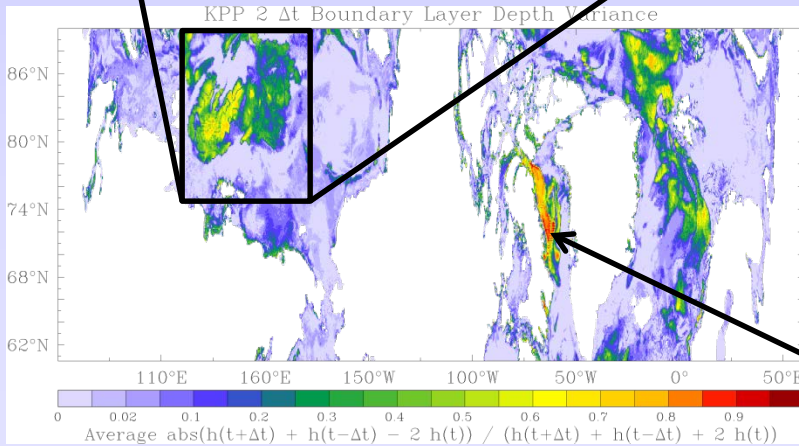 KPP 2 Δt Boundary Layer Depth Variance
86°N
80°N
74°N
68°N
62°N
110°E 160°E 150°W 100°W 50°W 0° 50°E
0 0.02 0.1 0.2 0.3 0.4 0.5 0.6 0.7 0.8 0.9
Average abs(h(t+Δt) + h(t−Δt) − 2 h(t)) / (h(t+Δt) + h(t−Δt) + 2 h(t))